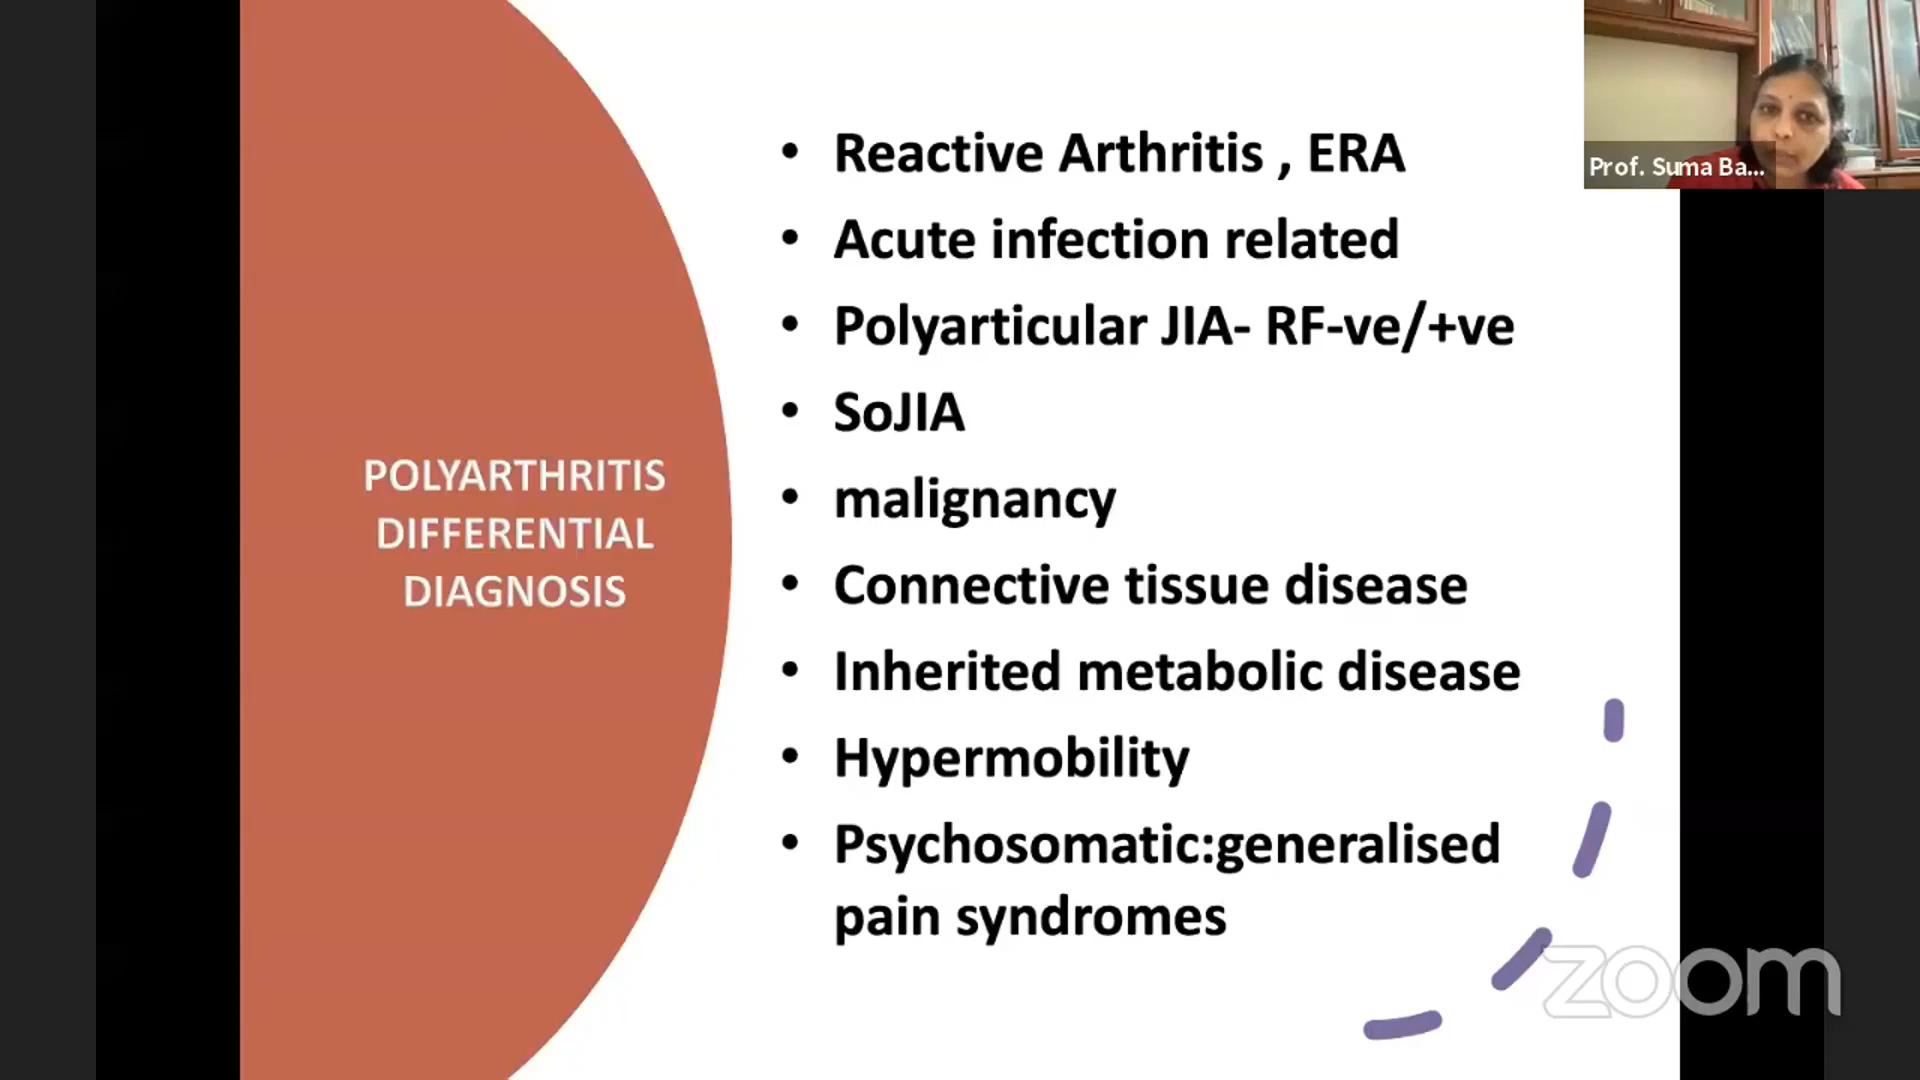 POLYARTHRITIS
DIFFERENTIAL
DIAGNOSIS
• Reactive Arthritis , ERA
• Acute infection related
• Polyarticular JIA- RF-ve/+ve
• SoJIA
• malignancy
• Connective tissue disease
• Inherited metabolic disease
• Hypermobility
• Psychosomatic:generalised
pain syndromes
Prof. Suma Ba...
zoom